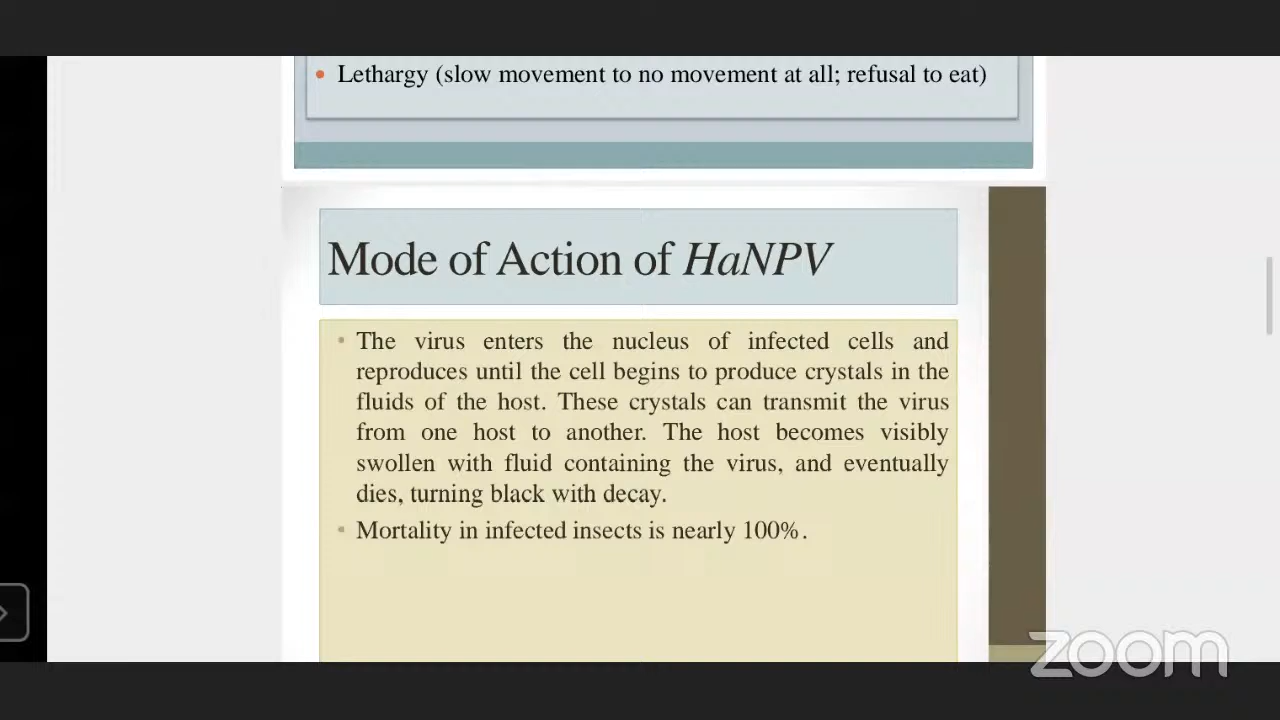 Lethargy (slow movement to no movement at all; refusal to eat)
Mode of Action of HaNPV
The virus enters the nucleus of infected cells and
reproduces until the cell begins to produce crystals in the
fluids of the host. These crystals can transmit the virus
from one host to another. The host becomes visibly
swollen with fluid containing the virus, and eventually
dies, turning black with decay.
Mortality in infected insects is nearly 100%.
zoom